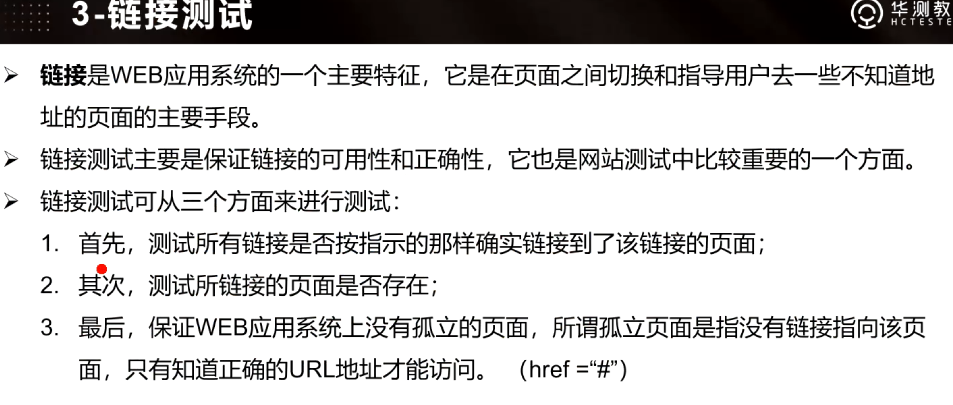 3-链接测试
华测教
HCTESTE
➢ 链接是WEB应用系统的一个主要特征，它是在页面之间切换和指导用户去一些不知道地
址的页面的主要手段。
➢ 链接测试主要是保证链接的可用性和正确性，它也是网站测试中比较重要的一个方面。
➢ 链接测试可从三个方面来进行测试：
1. 首先，测试所有链接是否按指示的那样确实链接到了该链接的页面；
2. 其次，测试所链接的页面是否存在；
3. 最后，保证WEB应用系统上没有孤立的页面，所谓孤立页面是指没有链接指向该页
面，只有知道正确的URL地址才能访问。 （href =“#”）